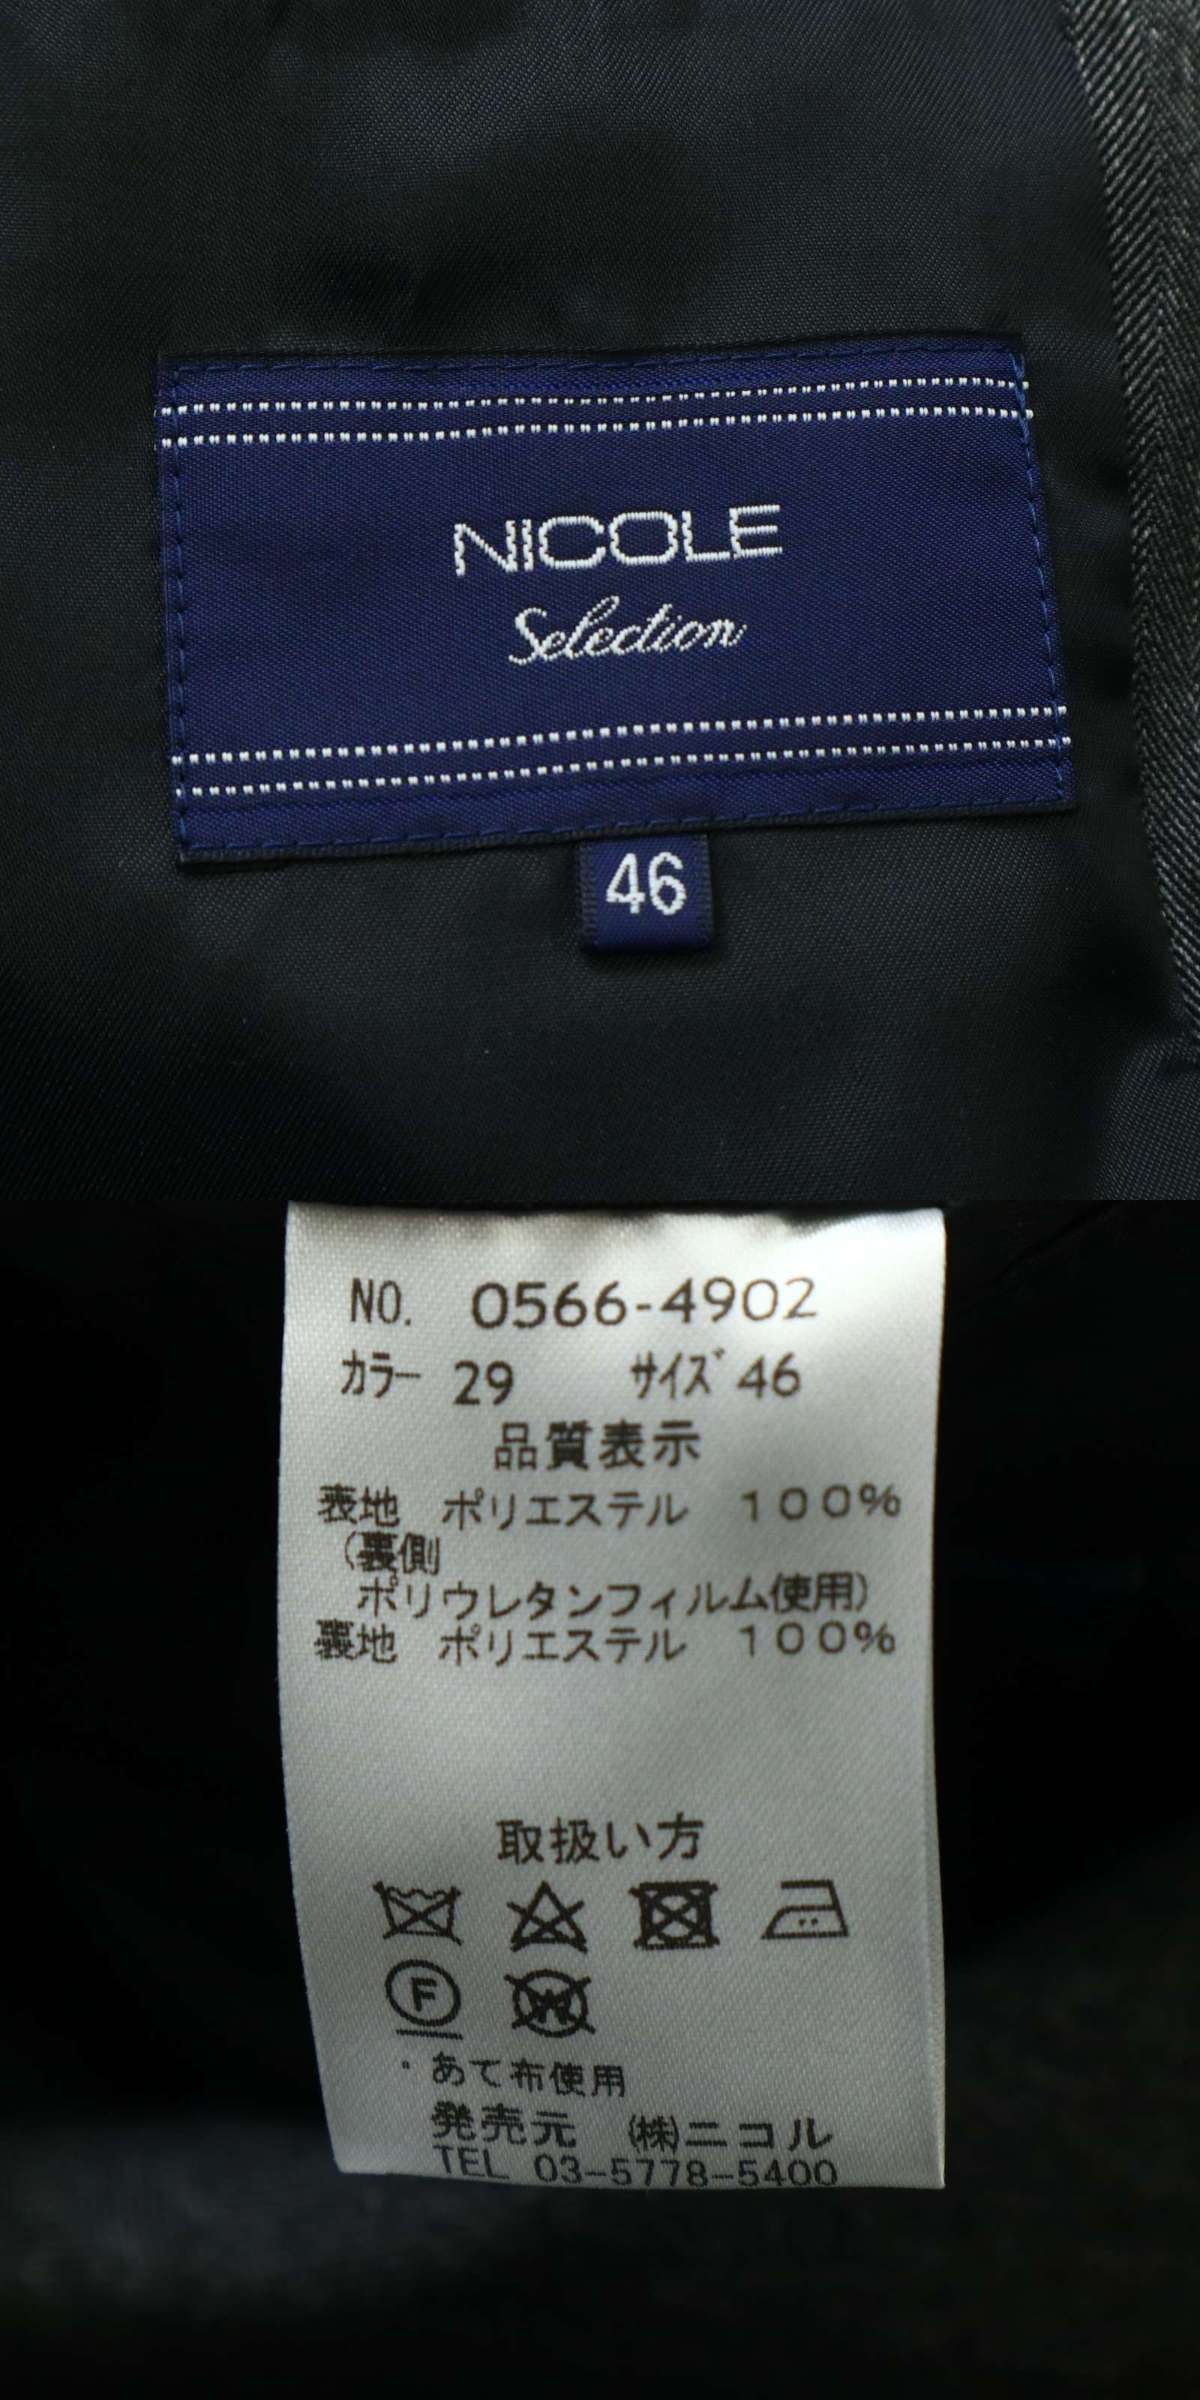 NICOLE
Selection
46
NO. 0566-4902
カラー 29 サイズ 46
品質表示
表地 ポリエステル 100%
(裏側
ポリウレタンフィルム使用)
裏地 ポリエステル 100%
取扱い方
F W
・あて布使用
発売元 (株)ニコル
TEL 03-5778-5400